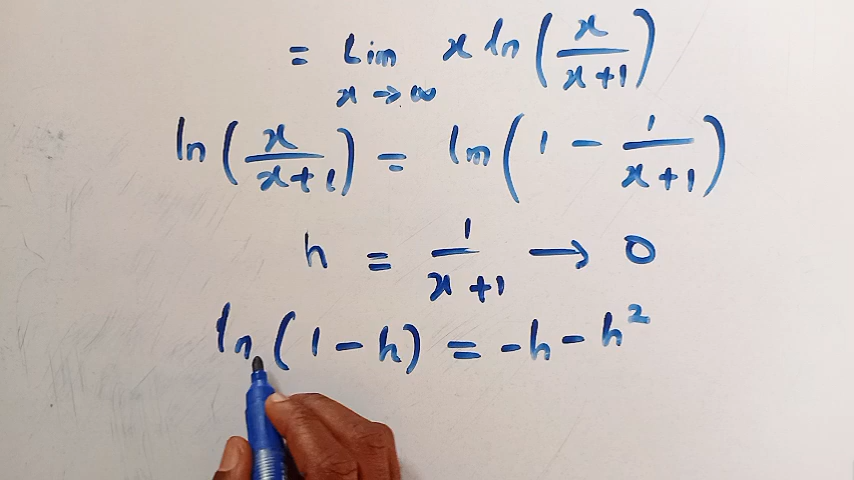 = Lim x→∞ x ln(x/(x+1))
ln(x/(x+1)) = ln(1 - 1/(x+1))
h = 1/(x+1) → 0
ln(1-h) = -h - h²